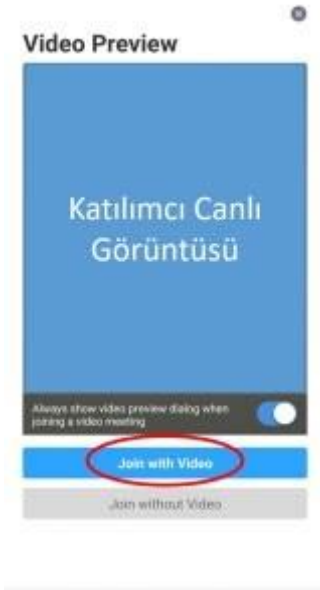 Video Preview
Katılımcı Canlı
Görüntüsü
Always show video preview dialog when
joining a video meeting
Join with Video
Join without Video